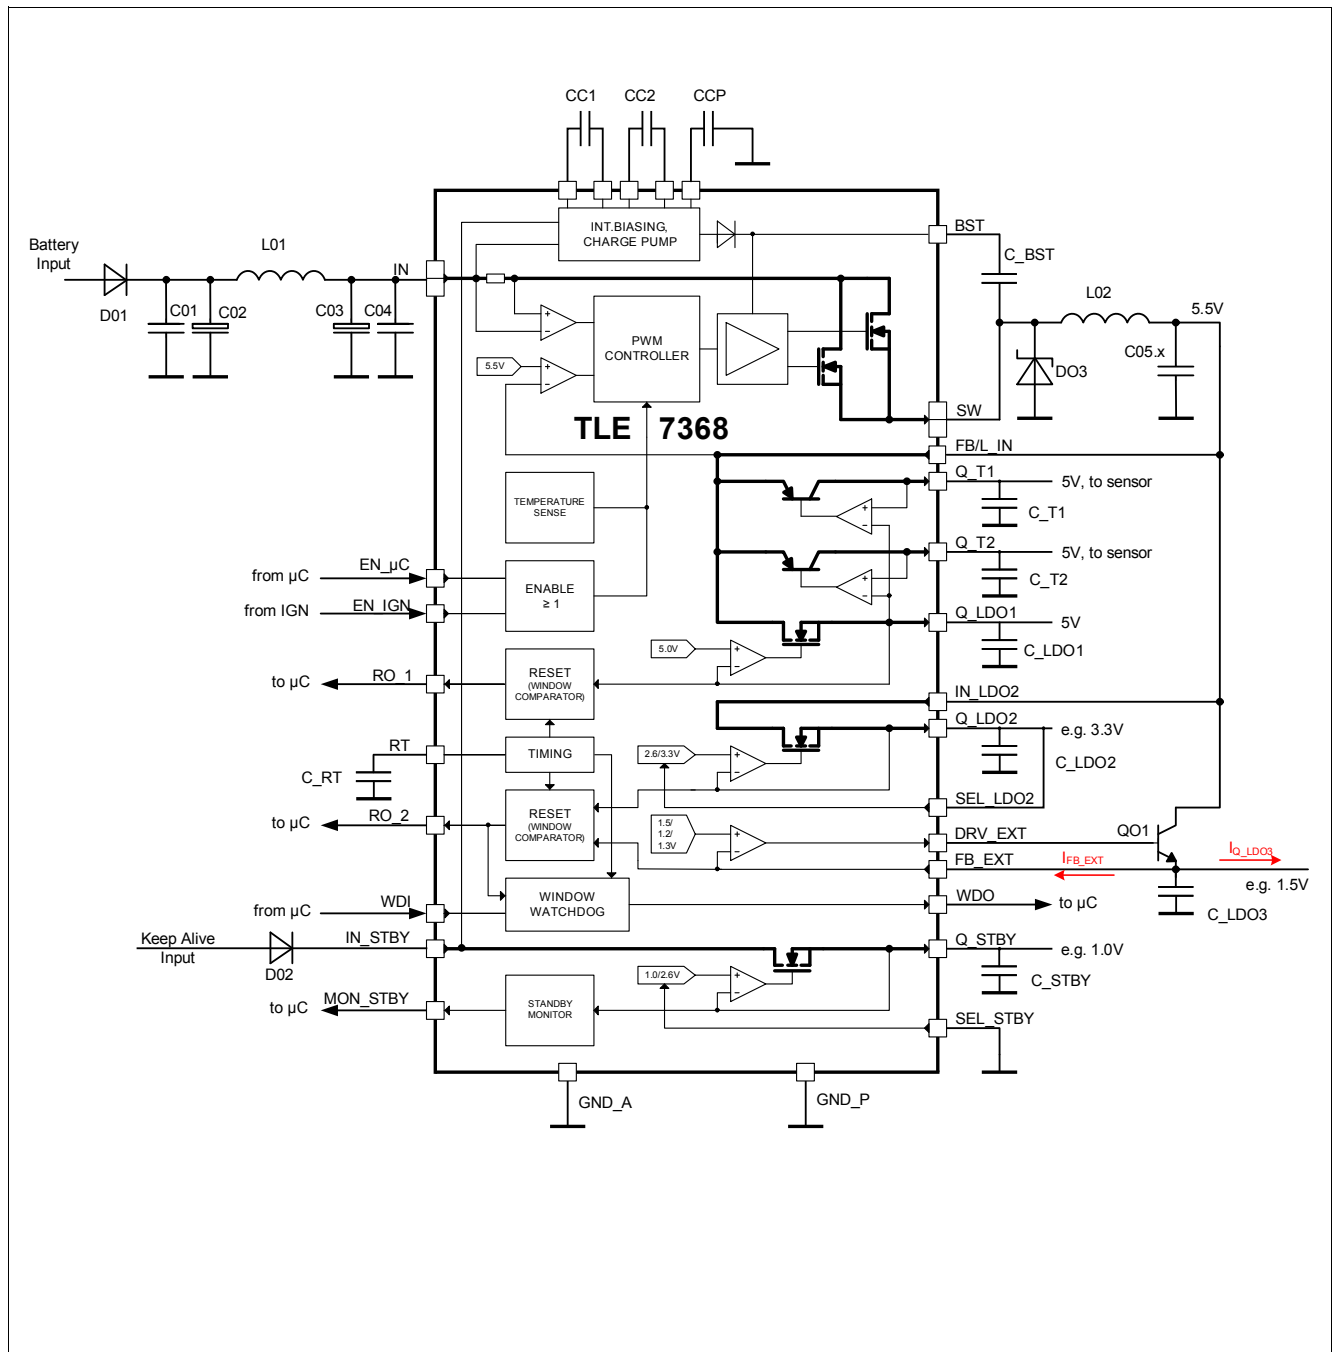 CC1 CC2 CCP
INT.BIASING,
CHARGE PUMP
BST
C_BST
Battery
Input
L01
IN
D01
C01
C02
C03
C04
L02
5.5V
DO3
C05.x
5.5V
+
−
+
−
PWM
CONTROLLER
SW
TLE 7368
FB/L_IN
Q_T1
5V, to sensor
C_T1
+
−
TEMPERATURE
SENSE
Q_T2
5V, to sensor
C_T2
+
−
from µC
EN_µC
from IGN
EN_IGN
ENABLE
≥ 1
Q_LDO1
5V
C_LDO1
5.0V
+
−
to µC
RO_1
RESET
(WINDOW
COMPARATOR)
IN_LDO2
Q_LDO2
e.g. 3.3V
C_LDO2
RT
C_RT
TIMING
2.6/3.3V
+
−
SEL_LDO2
to µC
RO_2
RESET
(WINDOW
COMPARATOR)
1.5/
1.2/
1.3V
+
−
DRV_EXT
QO1
FB_EXT
IFB_EXT
IQ_LDO3
e.g. 1.5V
C_LDO3
from µC
WDI
WINDOW
WATCHDOG
WDO
to µC
Keep Alive
Input
D02
IN_STBY
Q_STBY
e.g. 1.0V
C_STBY
1.0/2.6V
+
−
to µC
MON_STBY
STANDBY
MONITOR
SEL_STBY
GND_A
GND_P